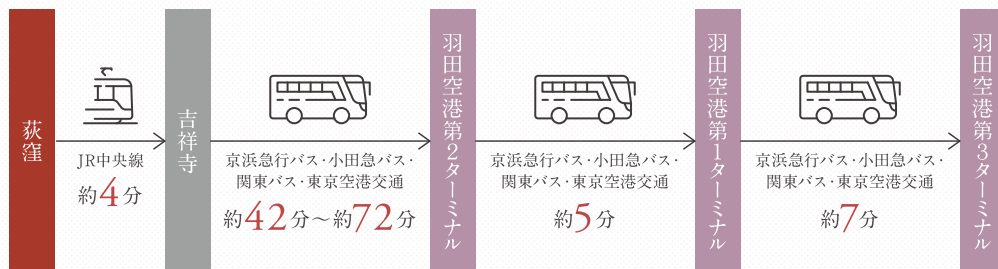 荻窪
JR中央線
約4分
吉祥寺
京浜急行バス・小田急バス・
関東バス・東京空港交通
約42分～約72分
羽田空港第2ターミナル
京浜急行バス・小田急バス・
関東バス・東京空港交通
約5分
羽田空港第1ターミナル
京浜急行バス・小田急バス・
関東バス・東京空港交通
約7分
羽田空港第3ターミナル